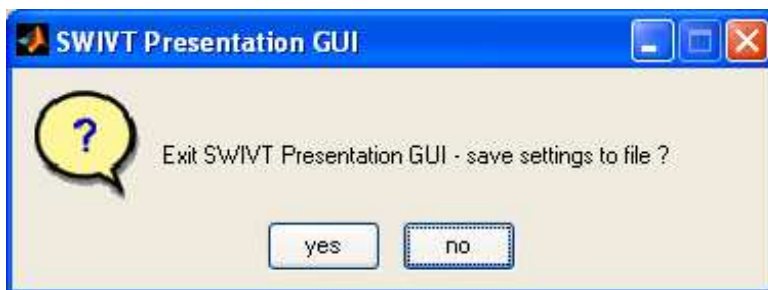 SWIVT Presentation GUI
?
Exit SWIVT Presentation GUI - save settings to file ?
yes no